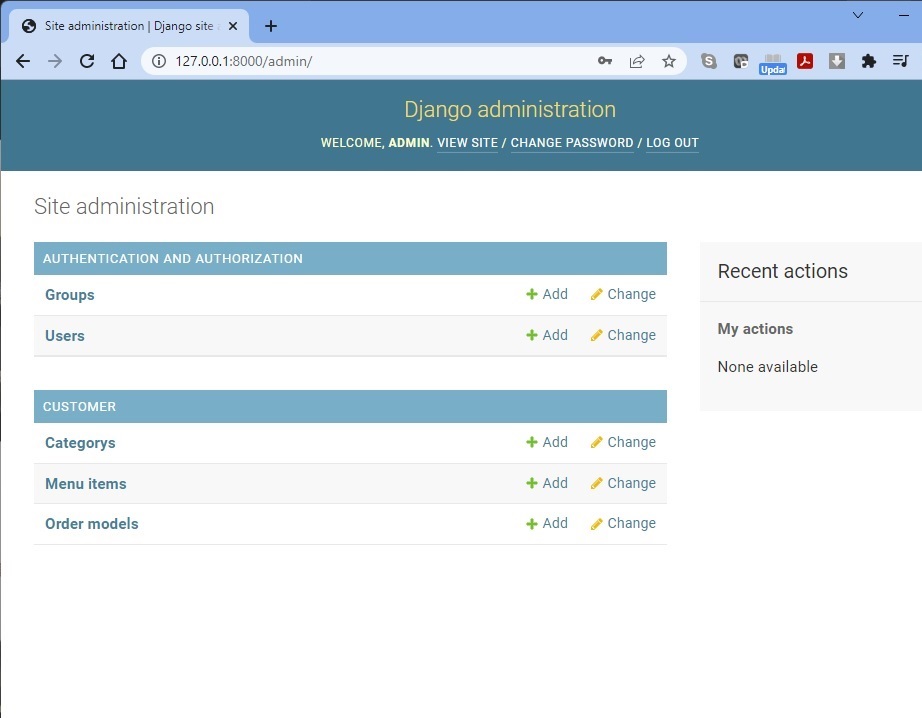 Site administration | Django site
127.0.0.1:8000/admin/
Updat
Django administration
WELCOME, ADMIN. VIEW SITE / CHANGE PASSWORD / LOG OUT
Site administration
AUTHENTICATION AND AUTHORIZATION
Groups Add Change
Users Add Change
CUSTOMER
Categorys Add Change
Menu items Add Change
Order models Add Change
Recent actions
My actions
None available